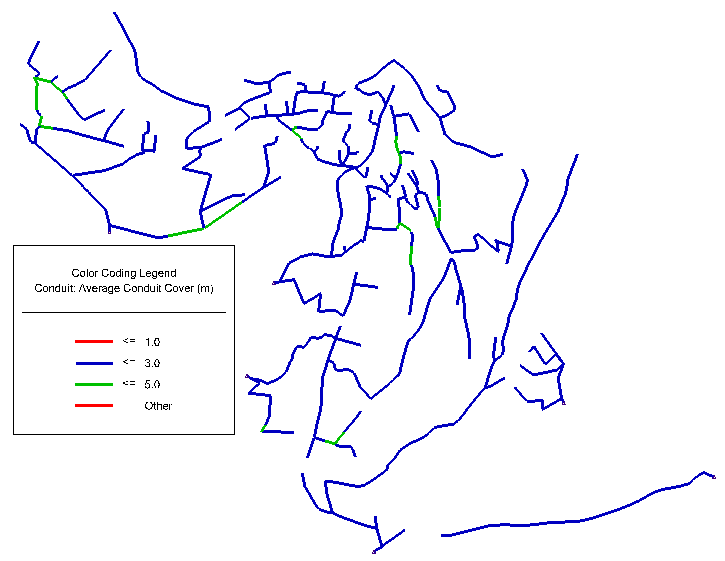 Color Coding Legend
Conduit: Average Conduit Cover (m)
<= 1.0
<= 3.0
<= 5.0
Other